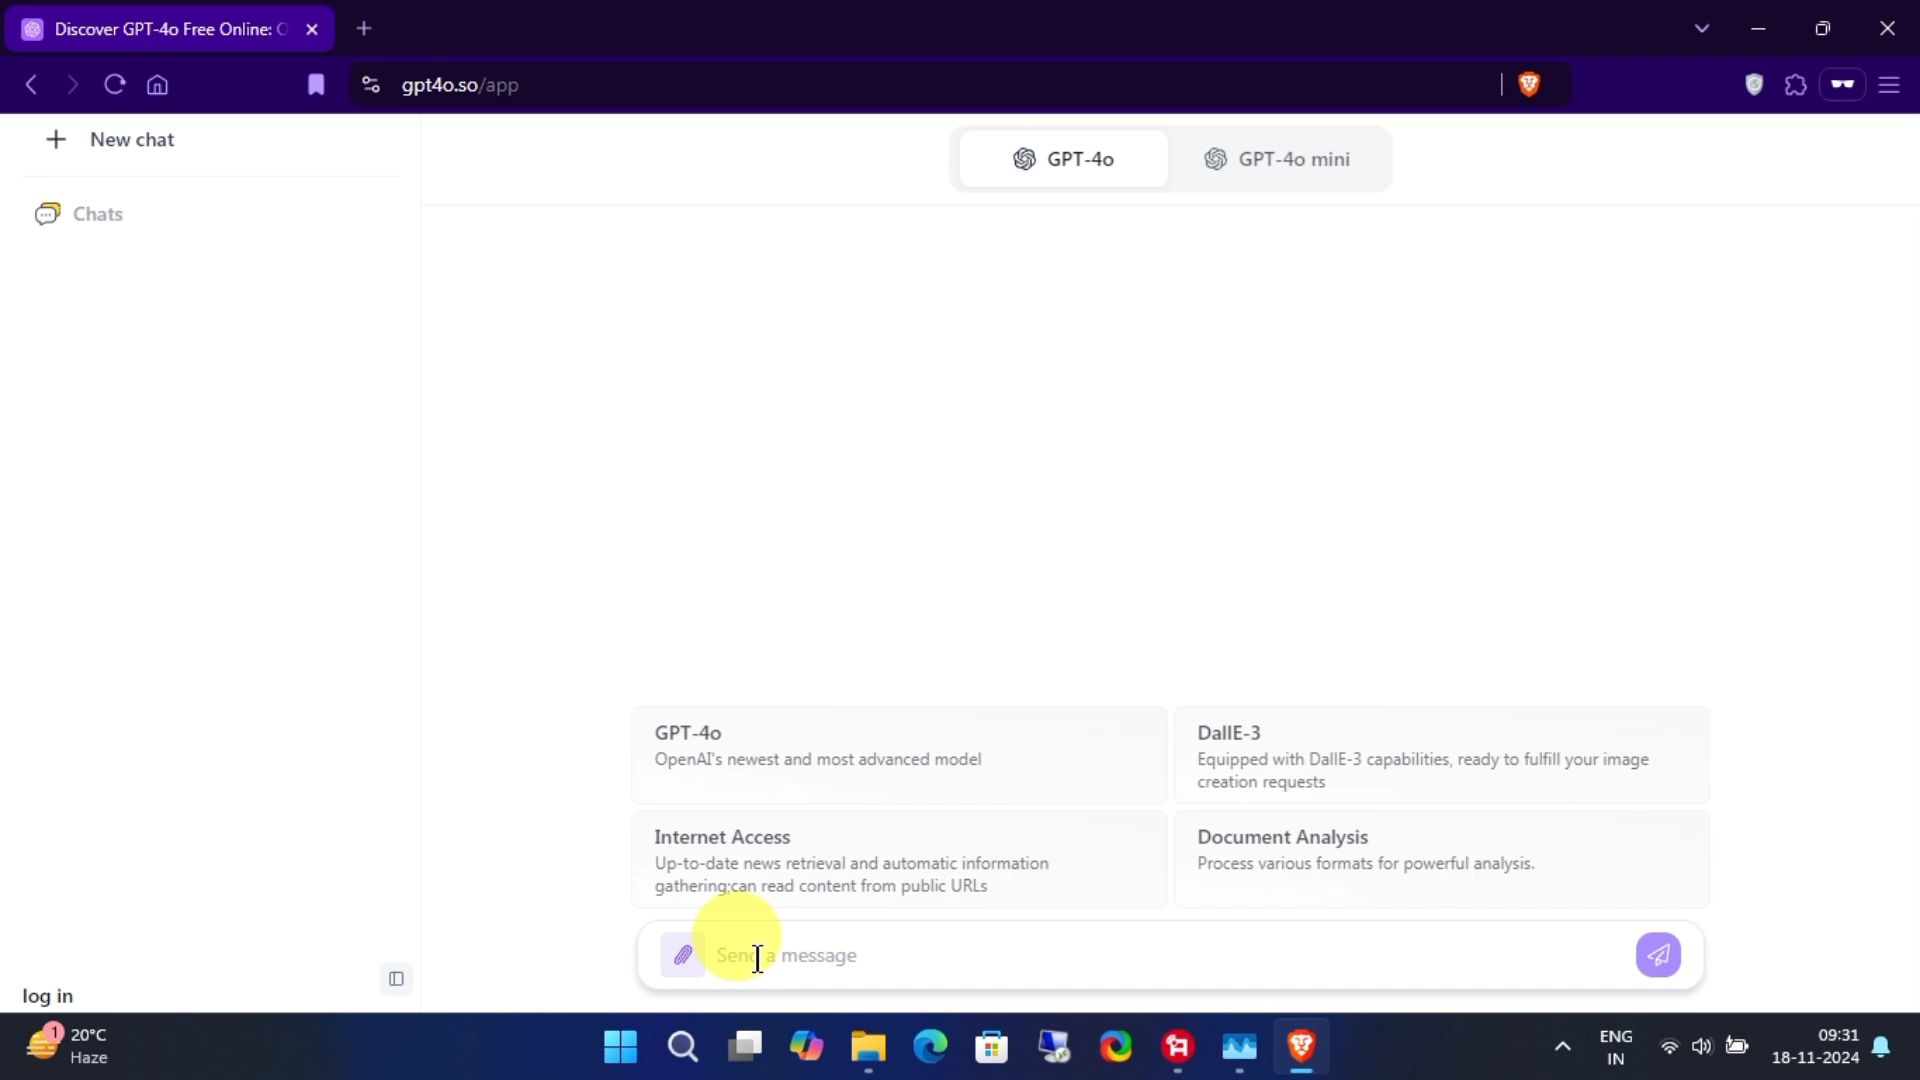 Discover GPT-4o Free Online: O
gpt4o.so/app
New chat
GPT-4o
GPT-4o mini
Chats
GPT-4o
OpenAI's newest and most advanced model
DallE-3
Equipped with DallE-3 capabilities, ready to fulfill your image
creation requests
Internet Access
Up-to-date news retrieval and automatic information
gathering;can read content from public URLs
Document Analysis
Process various formats for powerful analysis.
Send a message
log in
1
20°C
Haze
ENG
IN
09:31
18-11-2024